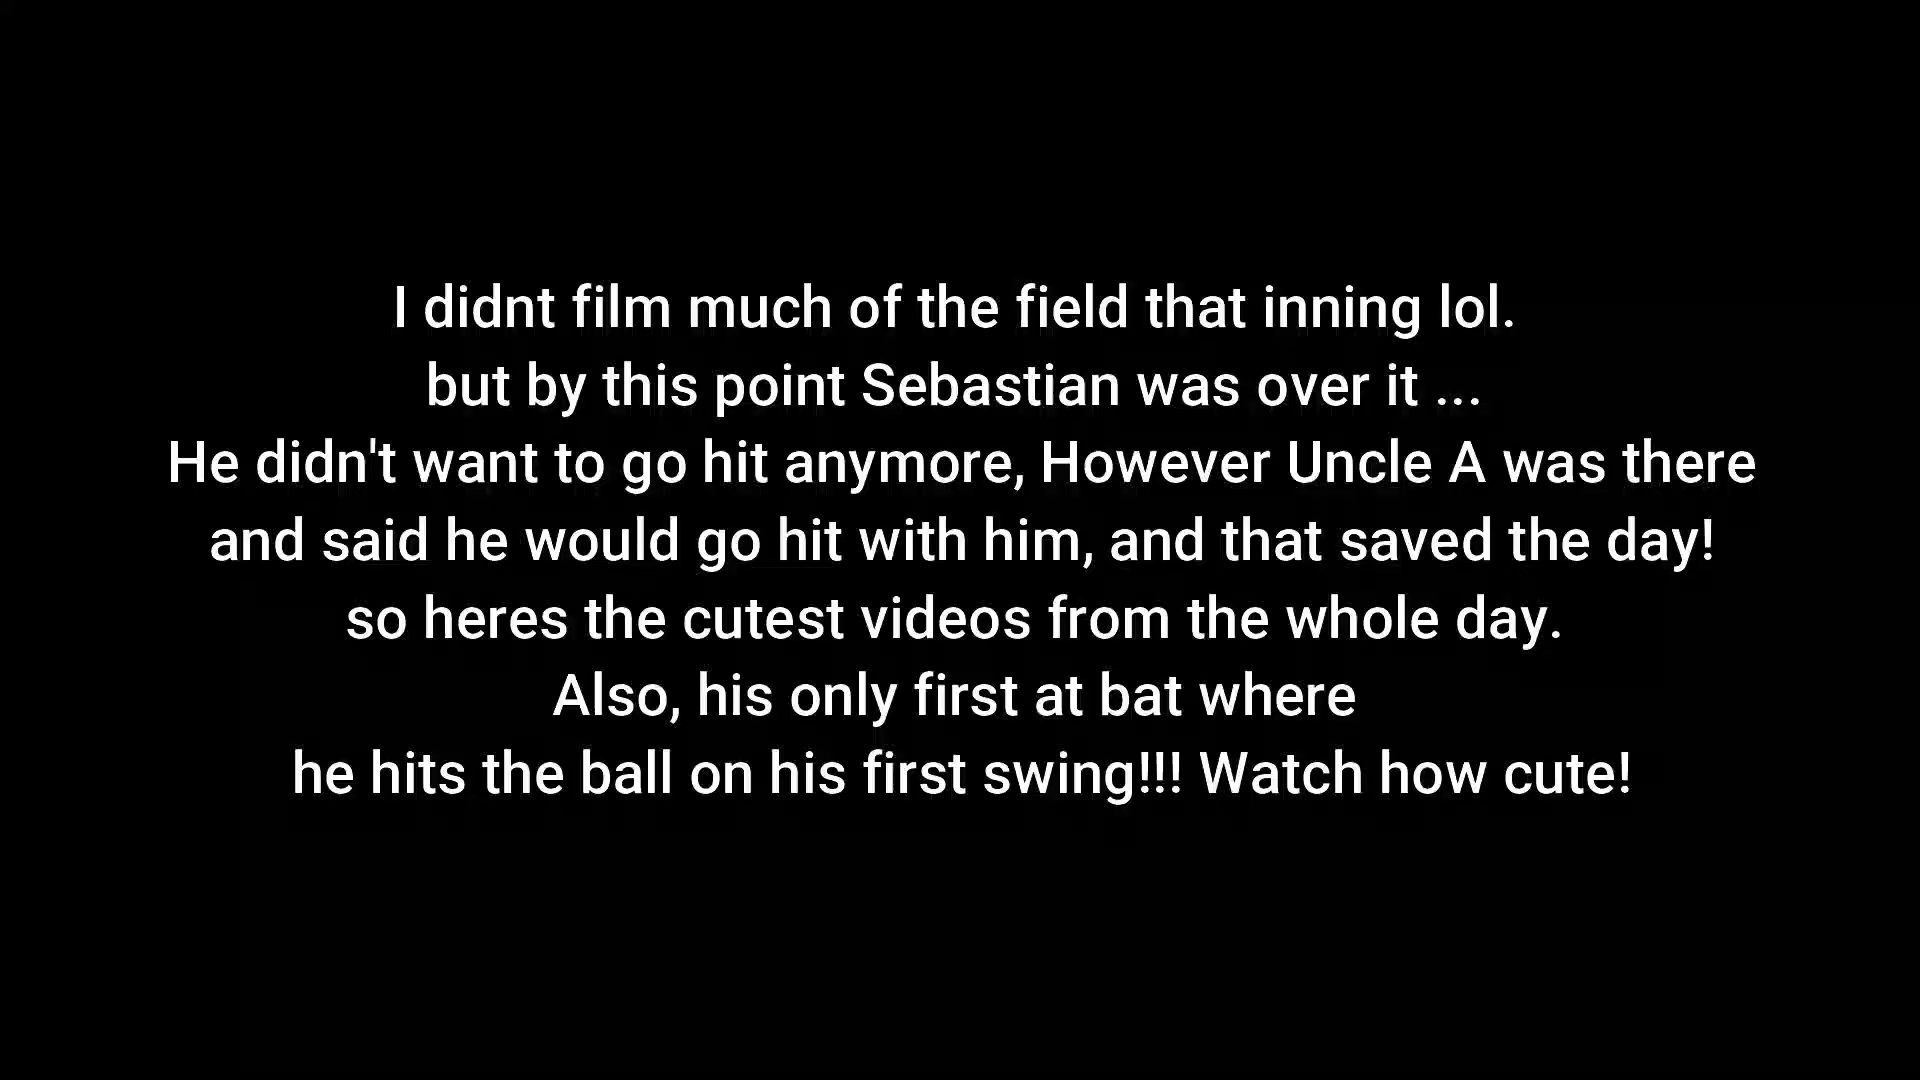 I didnt film much of the field that inning lol.
but by this point Sebastian was over it ...
He didn't want to go hit anymore, However Uncle A was there
and said he would go hit with him, and that saved the day!
so heres the cutest videos from the whole day.
Also, his only first at bat where
he hits the ball on his first swing!!! Watch how cute!